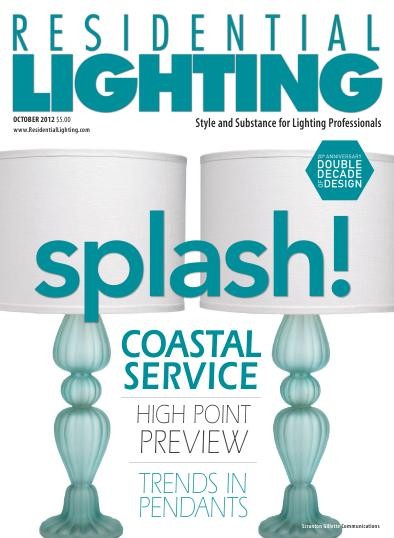 RESIDENTIAL
LIGHTING
OCTOBER 2012 $5.00
www.ResidentialLighting.com
Style and Substance for Lighting Professionals
20th ANNIVERSARY
DOUBLE
DECADE
OF DESIGN
splash!
COASTAL
SERVICE
HIGH POINT
PREVIEW
TRENDS IN
PENDANTS
Scranton Gillette Communications